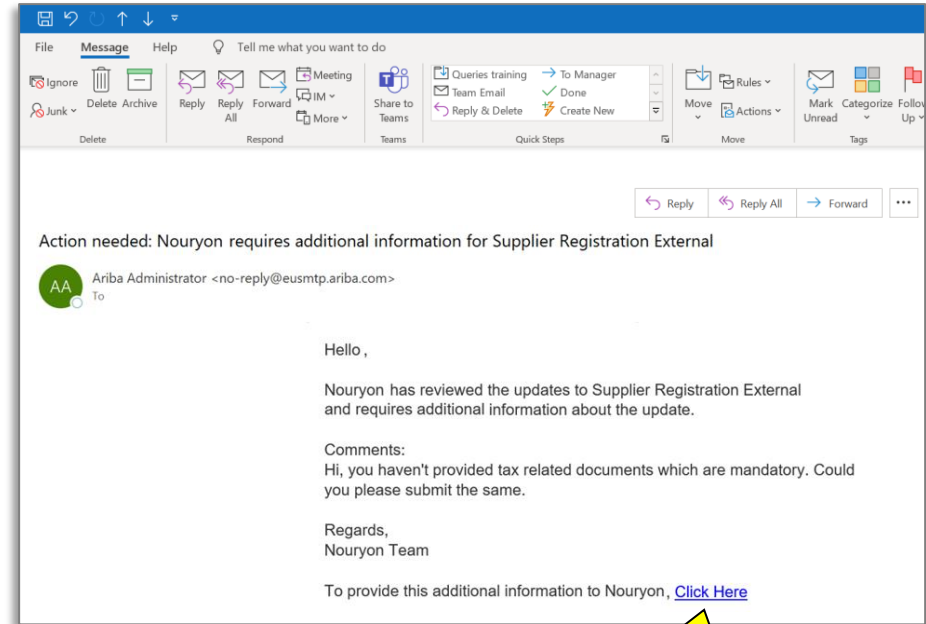 File Message Help Tell me what you want to do
Ignore
Junk
Delete Archive
Reply Reply All Forward
Meeting
IM
More
Share to Teams
Queries training To Manager
Team Email Done
Reply & Delete Create New
Move
Rules
Actions
Mark Unread Categorize Follow Up
Delete Respond Teams Quick Steps Move Tags
Reply Reply All Forward
Action needed: Nouryon requires additional information for Supplier Registration External
AA
Ariba Administrator <no-reply@eusmtp.ariba.com>
To
Hello ,
Nouryon has reviewed the updates to Supplier Registration External
and requires additional information about the update.
Comments:
Hi, you haven't provided tax related documents which are mandatory. Could
you please submit the same.
Regards,
Nouryon Team
To provide this additional information to Nouryon, Click Here